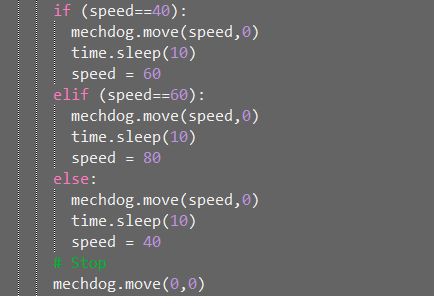 if (speed==40):
  mechdog.move(speed,0)
  time.sleep(10)
  speed = 60
elif (speed==60):
  mechdog.move(speed,0)
  time.sleep(10)
  speed = 80
else:
  mechdog.move(speed,0)
  time.sleep(10)
  speed = 40
# Stop
mechdog.move(0,0)